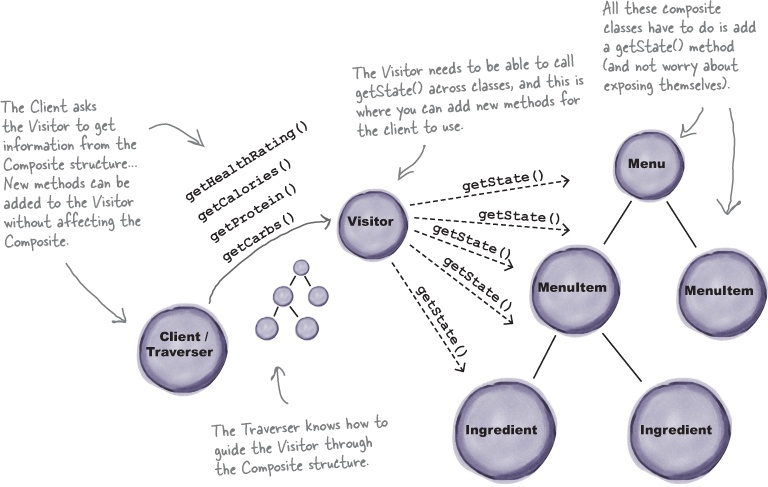 All these composite
classes have to do is add
a getState() method
(and not worry about
exposing themselves).
The Visitor needs to be able to call
getState() across classes, and this is
where you can add new methods for
the client to use.
The Client asks
the Visitor to get
information from the
Composite structure...
New methods can be
added to the Visitor
without affecting the
Composite.
getHealthRating()
getCalories()
getProtein()
getCarbs()
Visitor
getState()
getState()
getState()
getState()
getState()
Menu
MenuItem
MenuItem
Client /
Traverser
Ingredient
Ingredient
The Traverser knows how to
guide the Visitor through
the Composite structure.